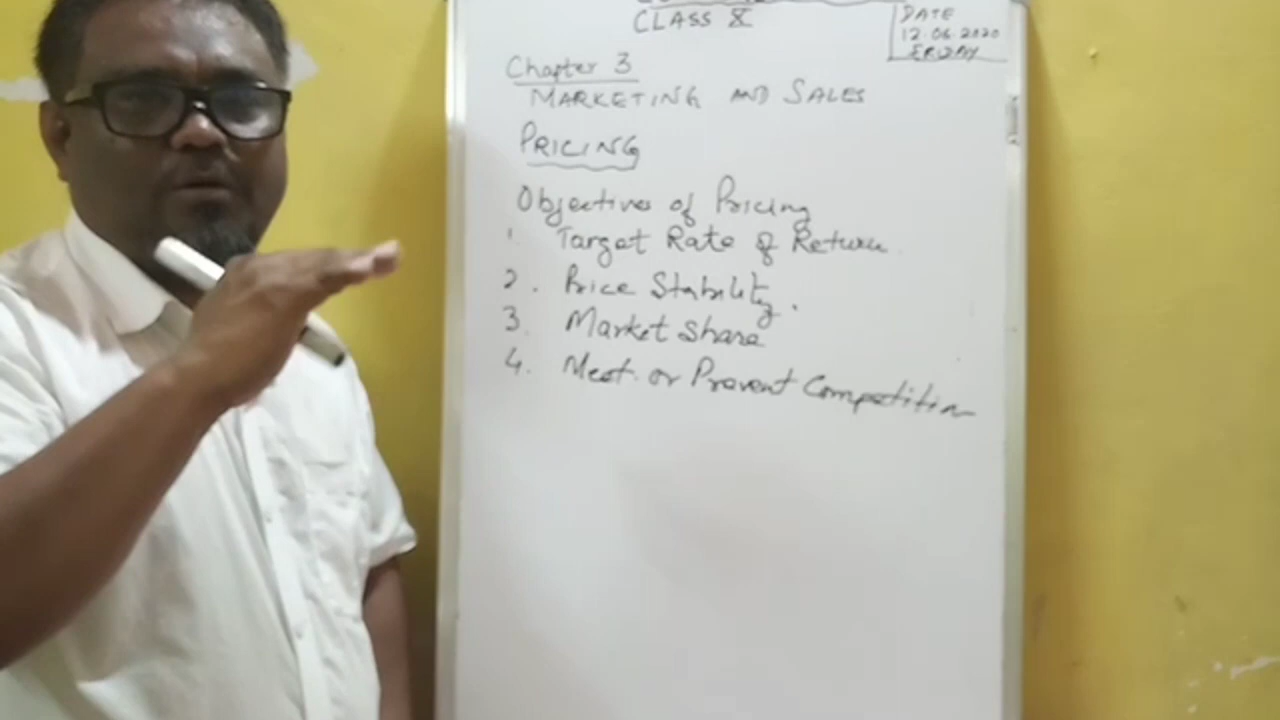 CLASS X
DATE
12.06.2020
FRIDAY
Chapter 3
MARKETING AND SALES
PRICING
Objectives of Pricing
1 Target Rate of Return
2. Price Stability.
3. Market Share
4. Meet or Prevent Competition